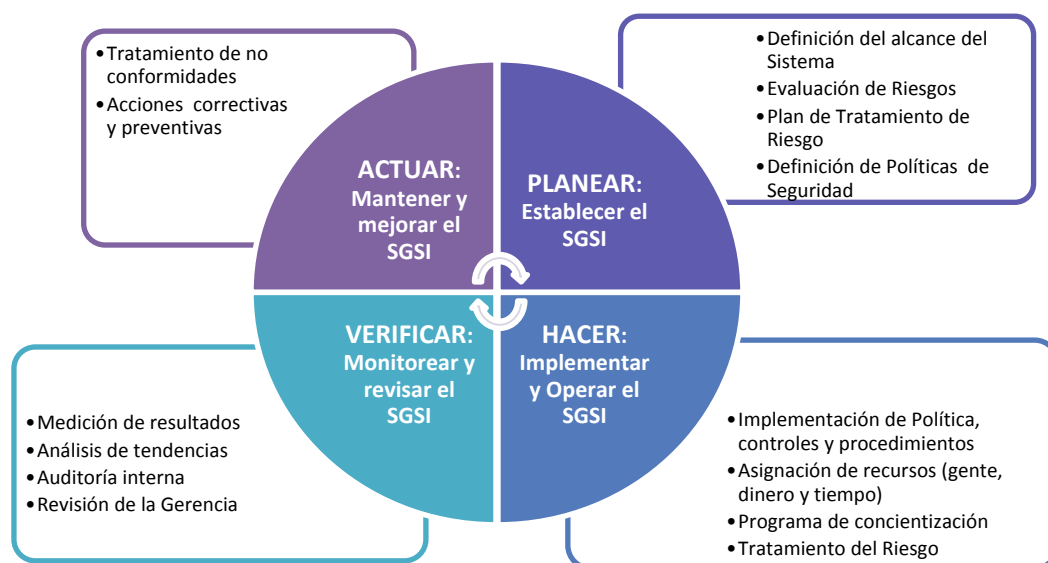 •Tratamiento de no
conformidades
•Acciones correctivas
y preventivas
•Definición del alcance del
Sistema
•Evaluación de Riesgos
•Plan de Tratamiento de
Riesgo
•Definición de Políticas de
Seguridad
ACTUAR:
Mantener y
mejorar el
SGSI
PLANEAR:
Establecer el
SGSI
VERIFICAR:
Monitorear y
revisar el
SGSI
HACER:
Implementar
y Operar el
SGSI
•Medición de resultados
•Análisis de tendencias
•Auditoría interna
•Revisión de la Gerencia
•Implementación de Política,
controles y procedimientos
•Asignación de recursos (gente,
dinero y tiempo)
•Programa de concientización
•Tratamiento del Riesgo